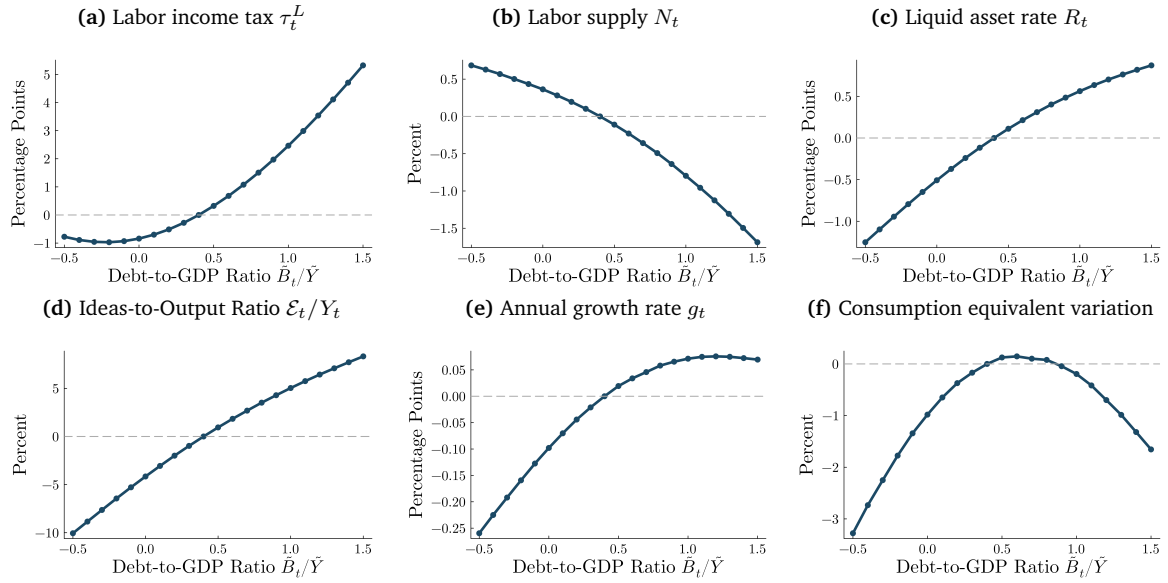 (a) Labor income tax τ_t^L
Percentage Points
5
4
3
2
1
0
−1
−0.5 0.0 0.5 1.0 1.5
Debt-to-GDP Ratio B̃_t/Ỹ
(b) Labor supply N_t
Percent
0.5
0.0
−0.5
−1.0
−1.5
−0.5 0.0 0.5 1.0 1.5
Debt-to-GDP Ratio B̃_t/Ỹ
(c) Liquid asset rate R_t
Percentage Points
0.5
0.0
−0.5
−1.0
−0.5 0.0 0.5 1.0 1.5
Debt-to-GDP Ratio B̃_t/Ỹ
(d) Ideas-to-Output Ratio ℰ_t/Y_t
Percent
5
0
−5
−10
−0.5 0.0 0.5 1.0 1.5
Debt-to-GDP Ratio B̃_t/Ỹ
(e) Annual growth rate g_t
Percentage Points
0.05
0.00
−0.05
−0.10
−0.15
−0.20
−0.25
−0.5 0.0 0.5 1.0 1.5
Debt-to-GDP Ratio B̃_t/Ỹ
(f) Consumption equivalent variation
Percent
0
−1
−2
−3
−0.5 0.0 0.5 1.0 1.5
Debt-to-GDP Ratio B̃_t/Ỹ